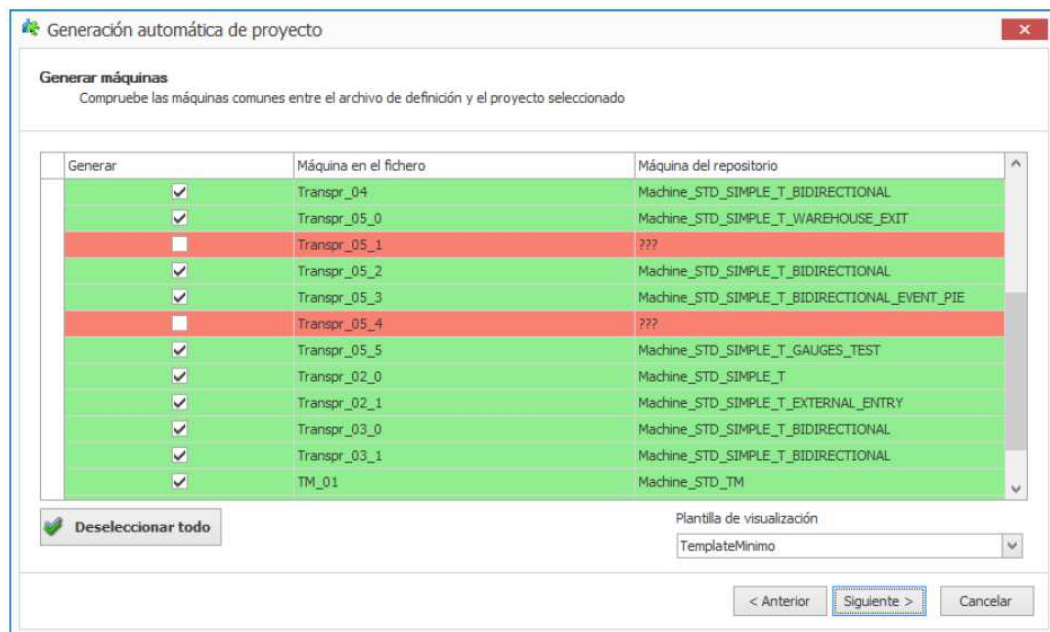 Generación automática de proyecto
Generar máquinas
Compruebe las máquinas comunes entre el archivo de definición y el proyecto seleccionado
Generar Máquina en el fichero Máquina del repositorio
Transpr_04 Machine_STD_SIMPLE_T_BIDIRECTIONAL
Transpr_05_0 Machine_STD_SIMPLE_T_WAREHOUSE_EXIT
Transpr_05_1 ???
Transpr_05_2 Machine_STD_SIMPLE_T_BIDIRECTIONAL
Transpr_05_3 Machine_STD_SIMPLE_T_BIDIRECTIONAL_EVENT_PIE
Transpr_05_4 ???
Transpr_05_5 Machine_STD_SIMPLE_T_GAUGES_TEST
Transpr_02_0 Machine_STD_SIMPLE_T
Transpr_02_1 Machine_STD_SIMPLE_T_EXTERNAL_ENTRY
Transpr_03_0 Machine_STD_SIMPLE_T_BIDIRECTIONAL
Transpr_03_1 Machine_STD_SIMPLE_T_BIDIRECTIONAL
TM_01 Machine_STD_TM
Deseleccionar todo
Plantilla de visualización
TemplateMinimo
< Anterior Siguiente > Cancelar